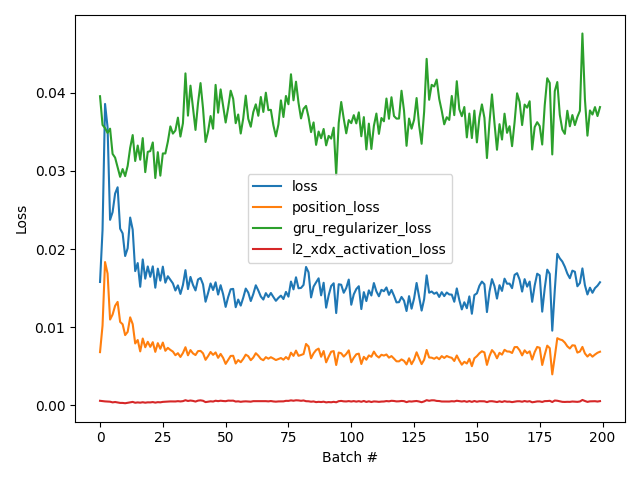 0.04
0.03
0.02
0.01
0.00
Loss
loss
position_loss
gru_regularizer_loss
l2_xdx_activation_loss
0 25 50 75 100 125 150 175 200
Batch #